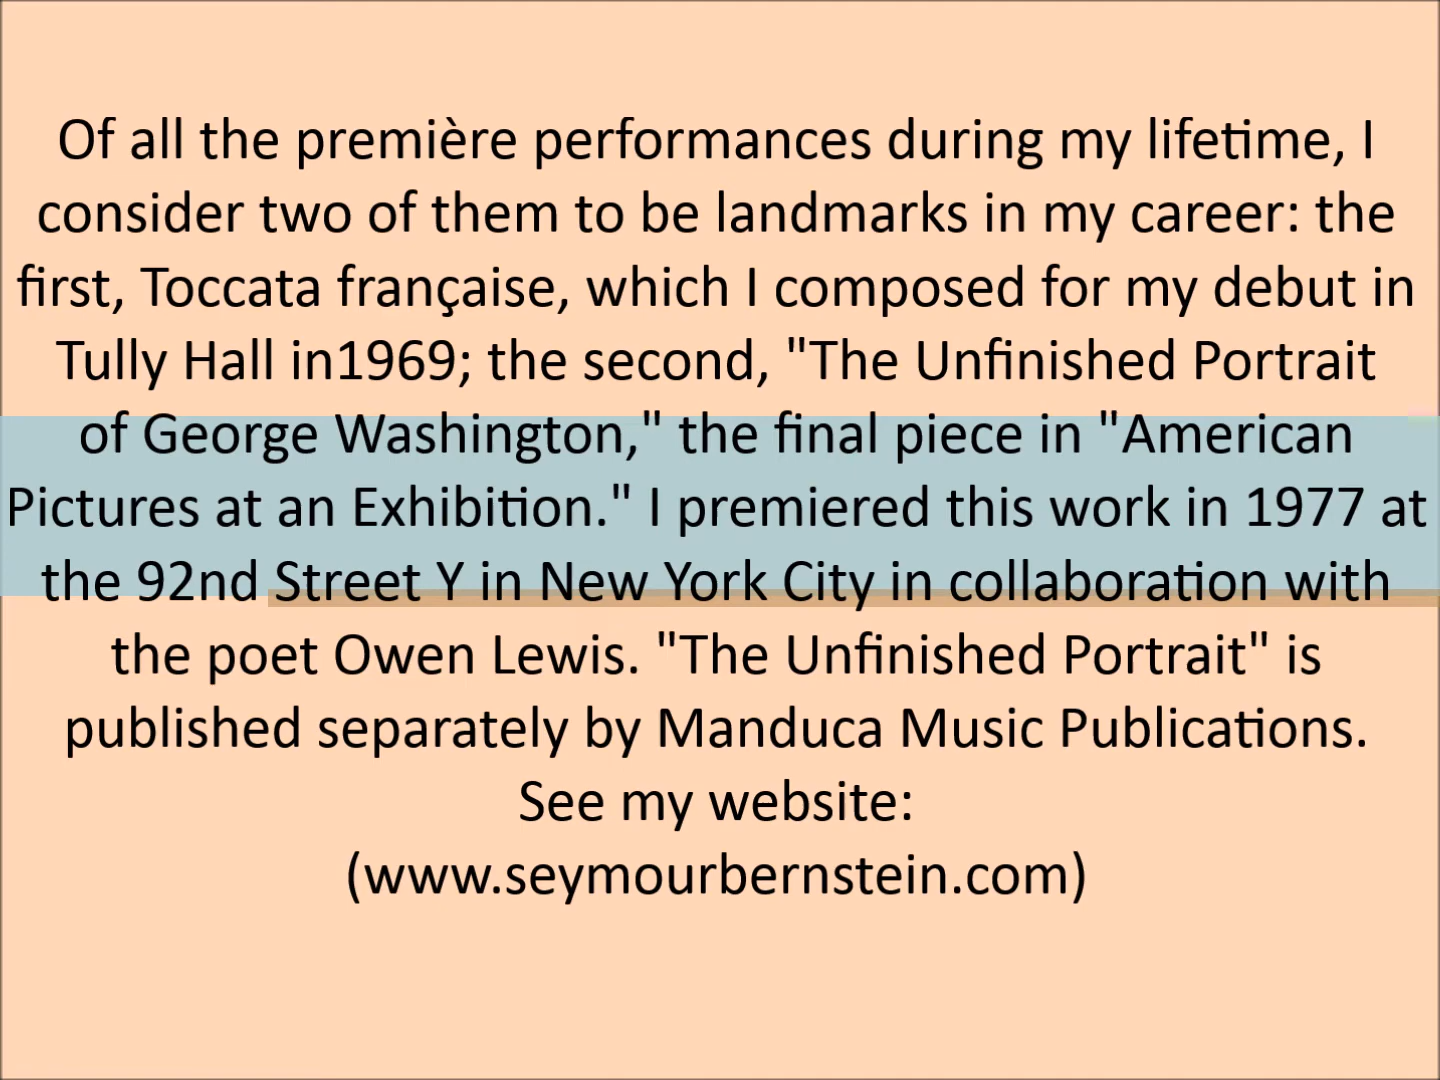 Of all the première performances during my lifetime, I
consider two of them to be landmarks in my career: the
first, Toccata française, which I composed for my debut in
Tully Hall in1969; the second, "The Unfinished Portrait
of George Washington," the final piece in "American
Pictures at an Exhibition." I premiered this work in 1977 at
the 92nd Street Y in New York City in collaboration with
the poet Owen Lewis. "The Unfinished Portrait" is
published separately by Manduca Music Publications.
See my website:
(www.seymourbernstein.com)